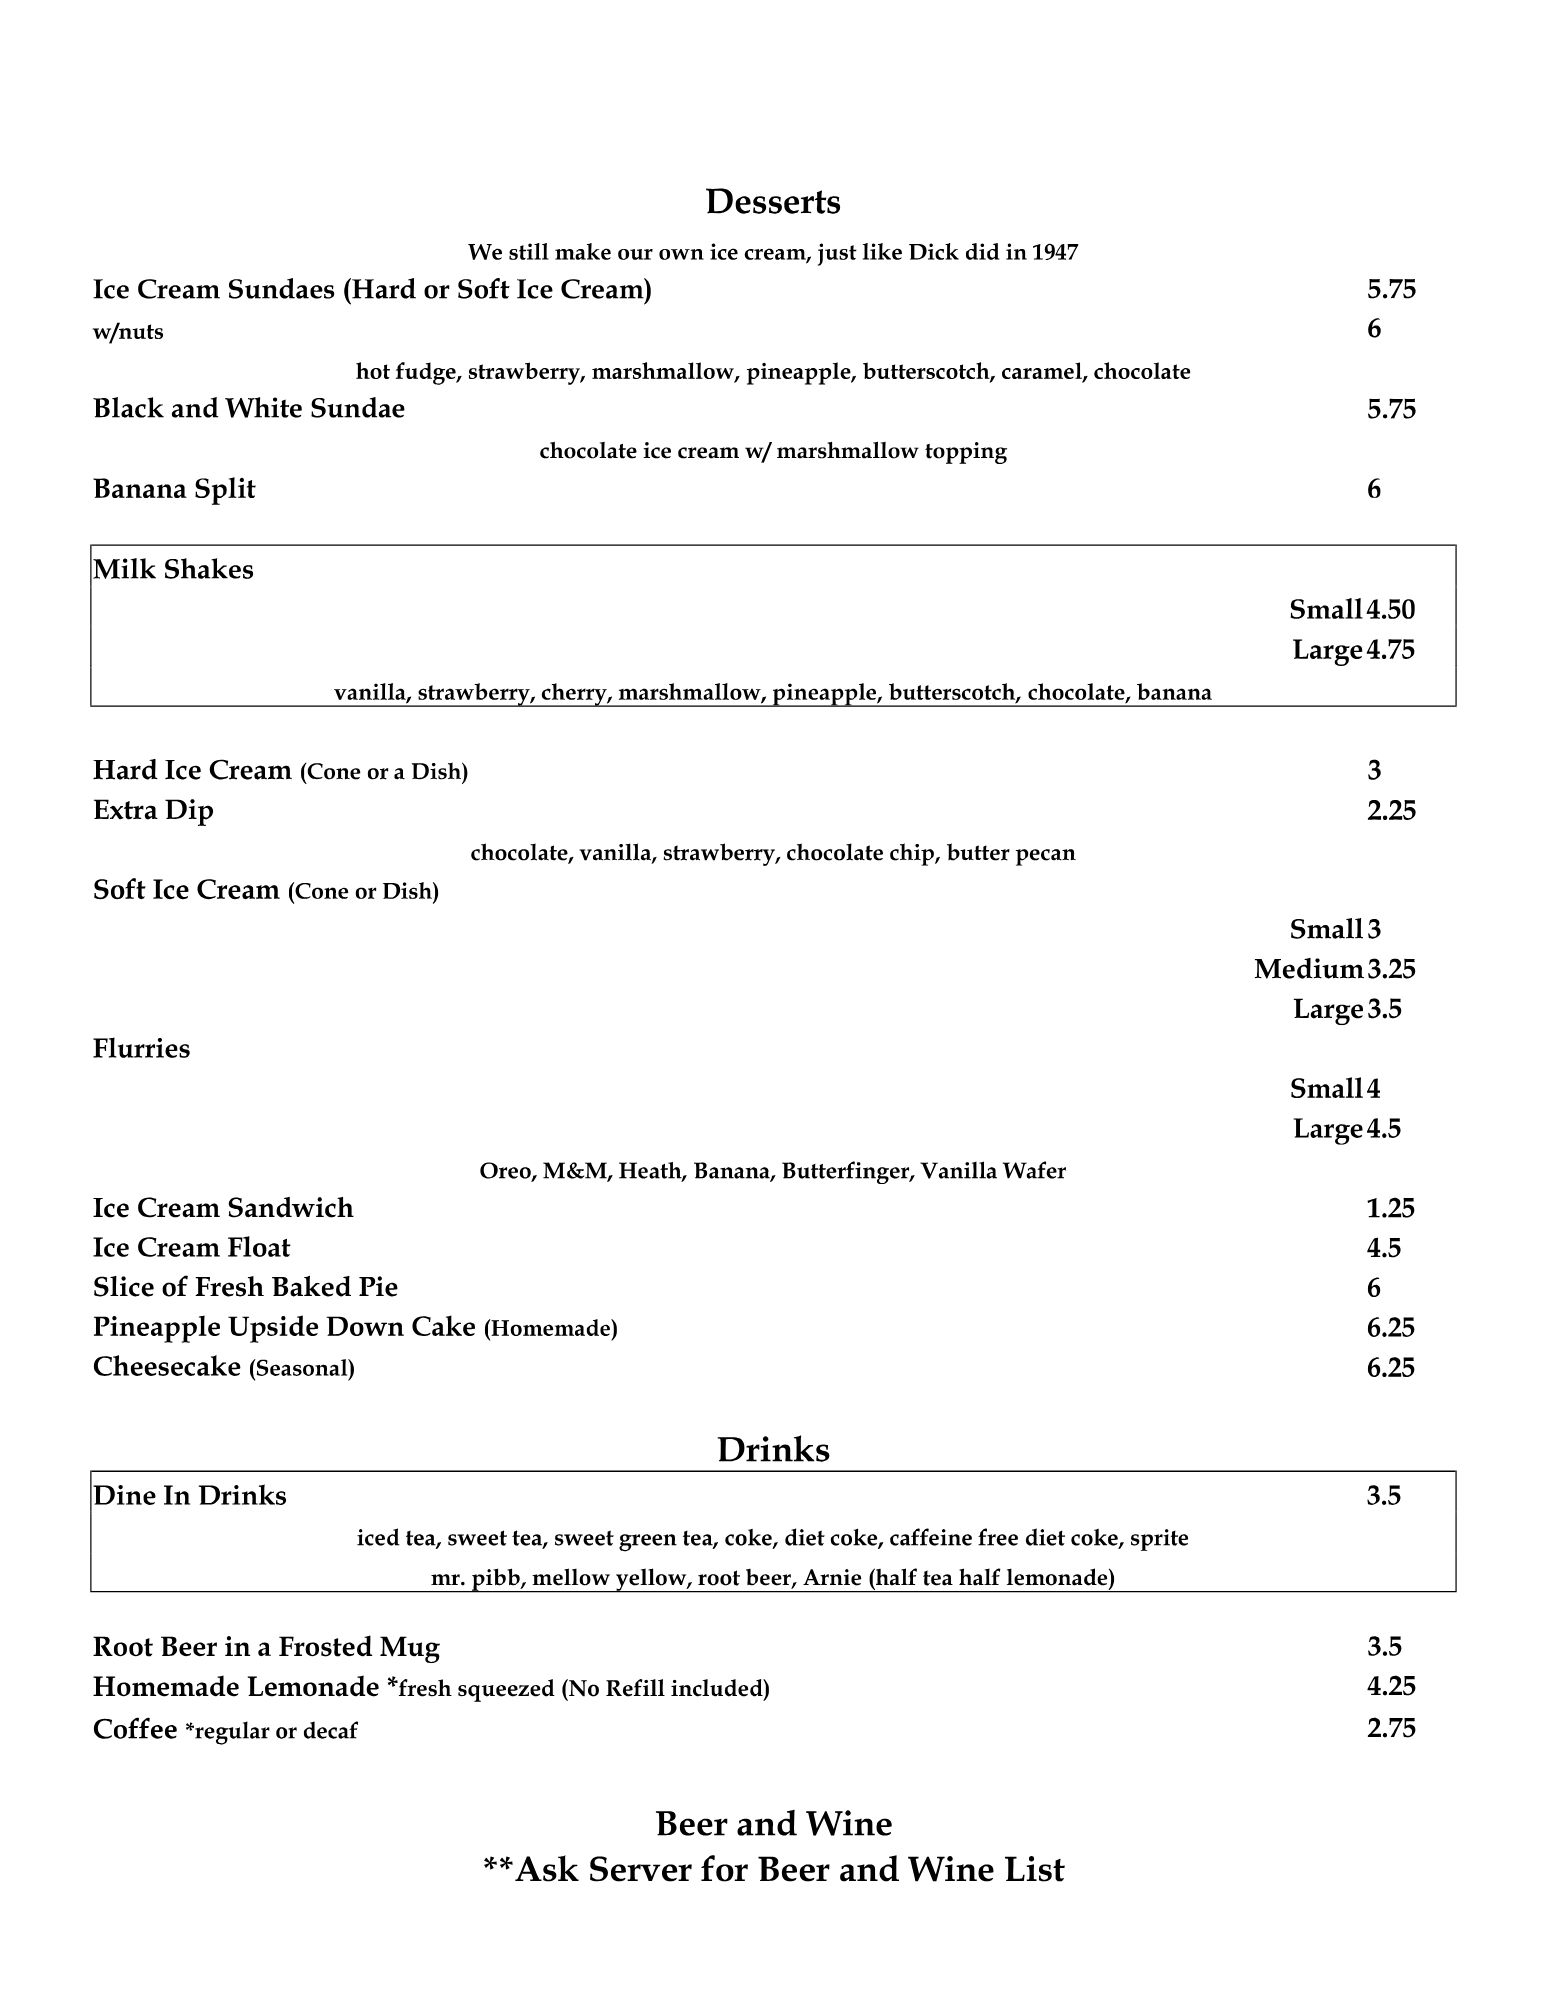 Desserts
We still make our own ice cream, just like Dick did in 1947
Ice Cream Sundaes (Hard or Soft Ice Cream) 5.75
w/nuts 6
hot fudge, strawberry, marshmallow, pineapple, butterscotch, caramel, chocolate
Black and White Sundae 5.75
chocolate ice cream w/ marshmallow topping
Banana Split 6
Milk Shakes
Small 4.50
Large 4.75
vanilla, strawberry, cherry, marshmallow, pineapple, butterscotch, chocolate, banana
Hard Ice Cream (Cone or a Dish) 3
Extra Dip 2.25
chocolate, vanilla, strawberry, chocolate chip, butter pecan
Soft Ice Cream (Cone or Dish)
Small 3
Medium 3.25
Large 3.5
Flurries
Small 4
Large 4.5
Oreo, M&M, Heath, Banana, Butterfinger, Vanilla Wafer
Ice Cream Sandwich 1.25
Ice Cream Float 4.5
Slice of Fresh Baked Pie 6
Pineapple Upside Down Cake (Homemade) 6.25
Cheesecake (Seasonal) 6.25
Drinks
Dine In Drinks 3.5
iced tea, sweet tea, sweet green tea, coke, diet coke, caffeine free diet coke, sprite
mr. pibb, mellow yellow, root beer, Arnie (half tea half lemonade)
Root Beer in a Frosted Mug 3.5
Homemade Lemonade *fresh squeezed (No Refill included) 4.25
Coffee *regular or decaf 2.75
Beer and Wine
**Ask Server for Beer and Wine List